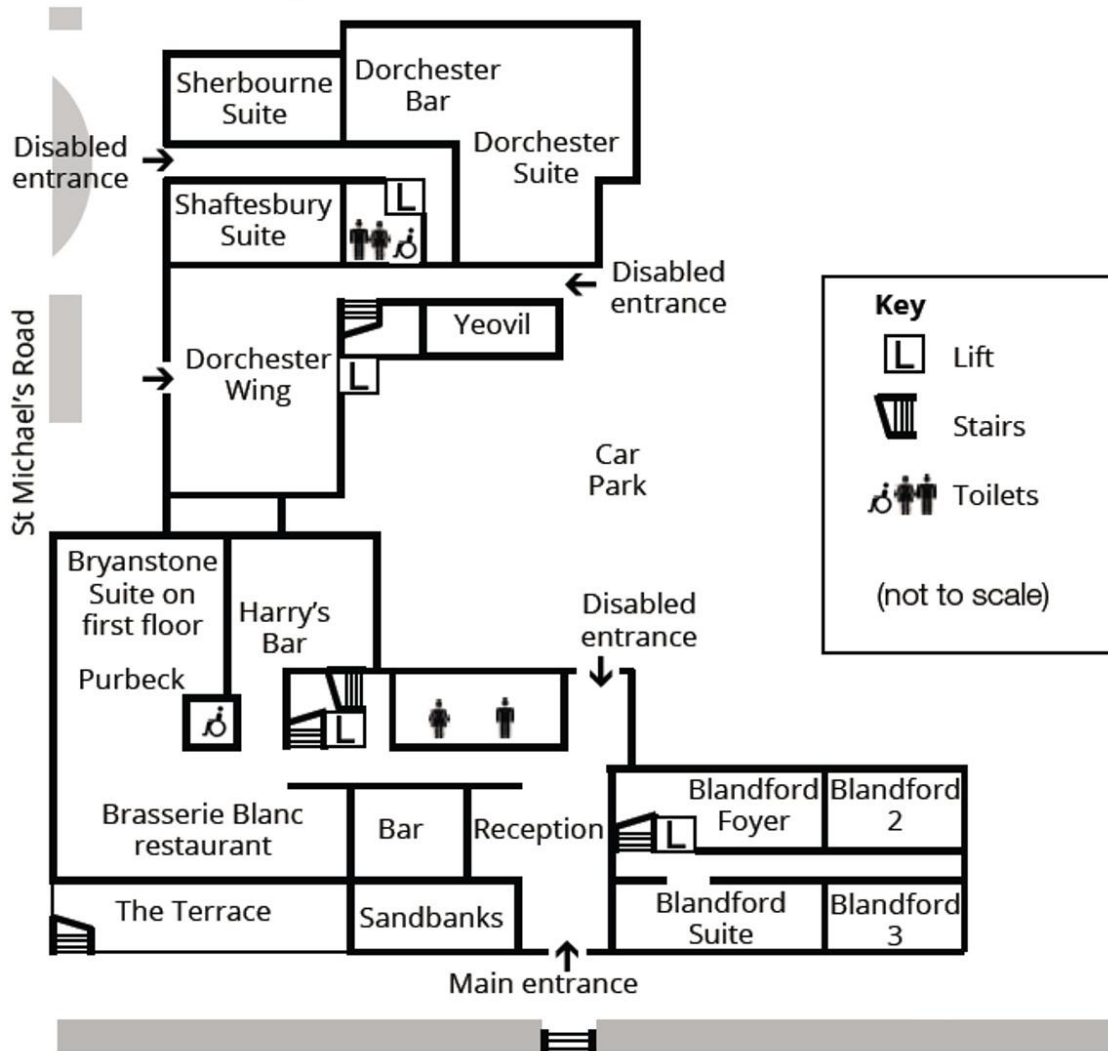 Sherbourne
Suite
Dorchester
Bar
Dorchester
Suite
Disabled
entrance
Shaftesbury
Suite
L
Disabled
entrance
St Michael's Road
Dorchester
Wing
Yeovil
L
Key
L Lift
Stairs
Toilets
(not to scale)
Car
Park
Bryanstone
Suite on
first floor
Harry's
Bar
Purbeck
L
Disabled
entrance
Brasserie Blanc
restaurant
Bar
Reception
L
Blandford
Foyer
Blandford
2
The Terrace
Sandbanks
Blandford
Suite
Blandford
3
Main entrance